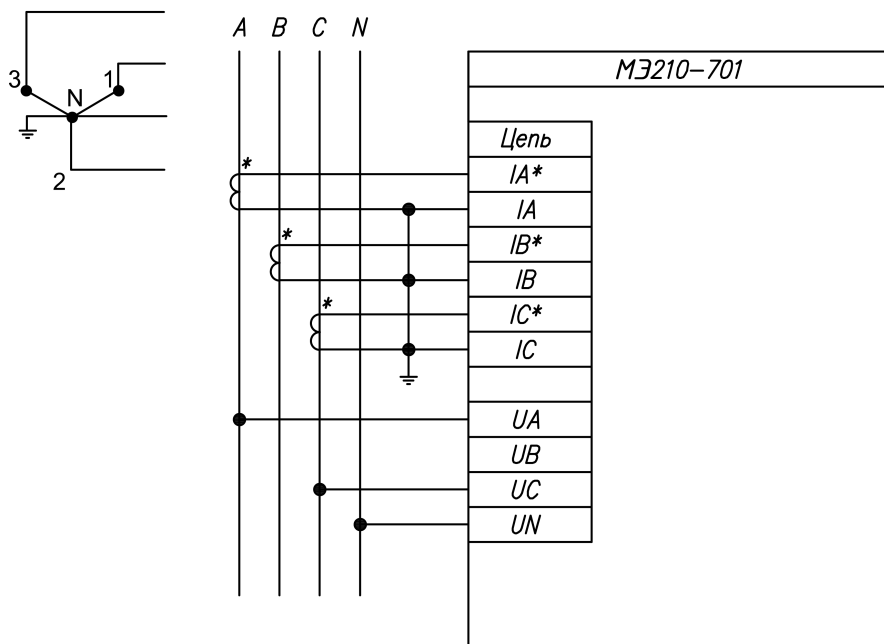 A B C N
МЭ210-701
3
1
N
2
Цепь
*
IA*
IA
*
IB*
IB
*
IC*
IC
UA
UB
UC
UN